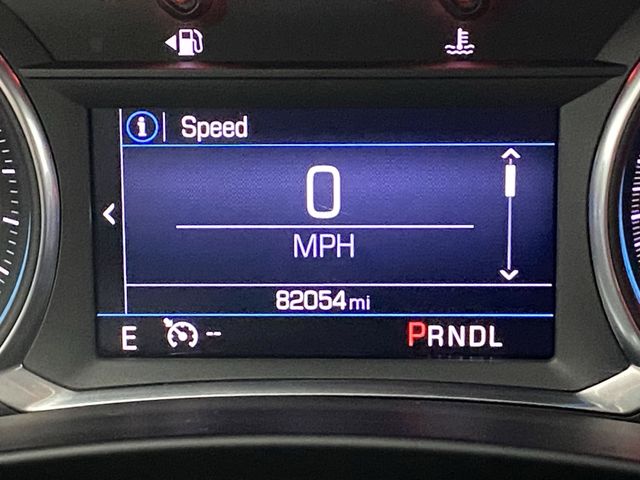 Speed
0
MPH
82054 mi
E -- PRNDL